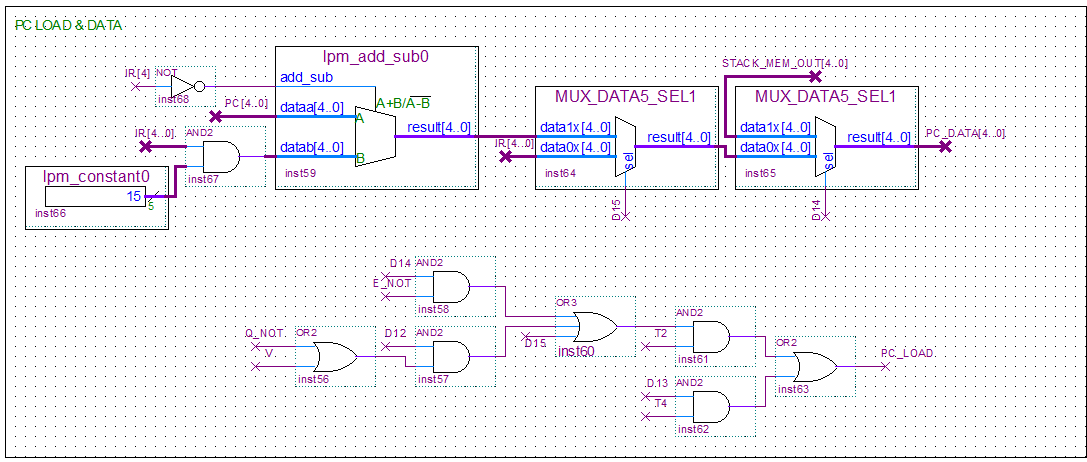 PC LOAD & DATA
lpm_add_sub0
IR[4]
NOT
inst68
add_sub
A+B/A-B
PC[4..0]
dataa[4..0]
A
IR[4..0]
AND2
inst67
datab[4..0]
B
result[4..0]
inst59
lpm_constant0
15
5
inst66
STACK_MEM_OUT[4..0]
MUX_DATA5_SEL1
data1x[4..0]
IR[4..0]
data0x[4..0]
result[4..0]
sel
inst64
D15
MUX_DATA5_SEL1
data1x[4..0]
data0x[4..0]
result[4..0]
sel
inst65
D14
PC_DATA[4..0]
D14
AND2
E_NOT
inst58
Q_NOT
V
OR2
inst56
D12
AND2
inst57
OR3
D15
inst60
AND2
T2
inst61
D13
AND2
T4
inst62
OR2
inst63
PC_LOAD